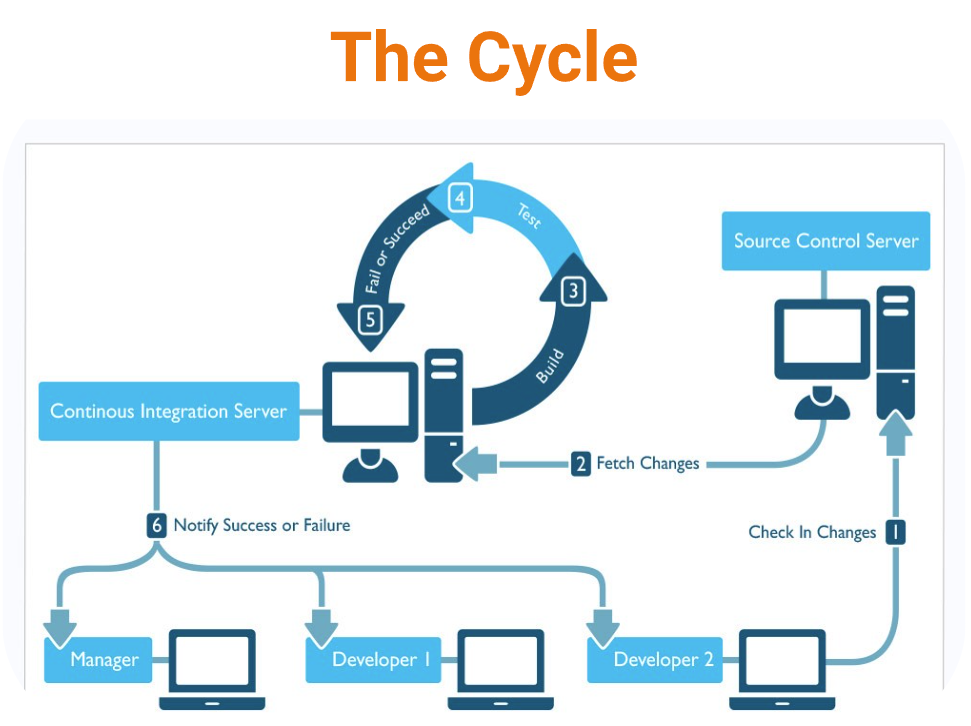 The Cycle
4
Test
Fail or Succeed
5
3
Build
Source Control Server
Continous Integration Server
2 Fetch Changes
6 Notify Success or Failure
Check In Changes 1
Manager
Developer 1
Developer 2